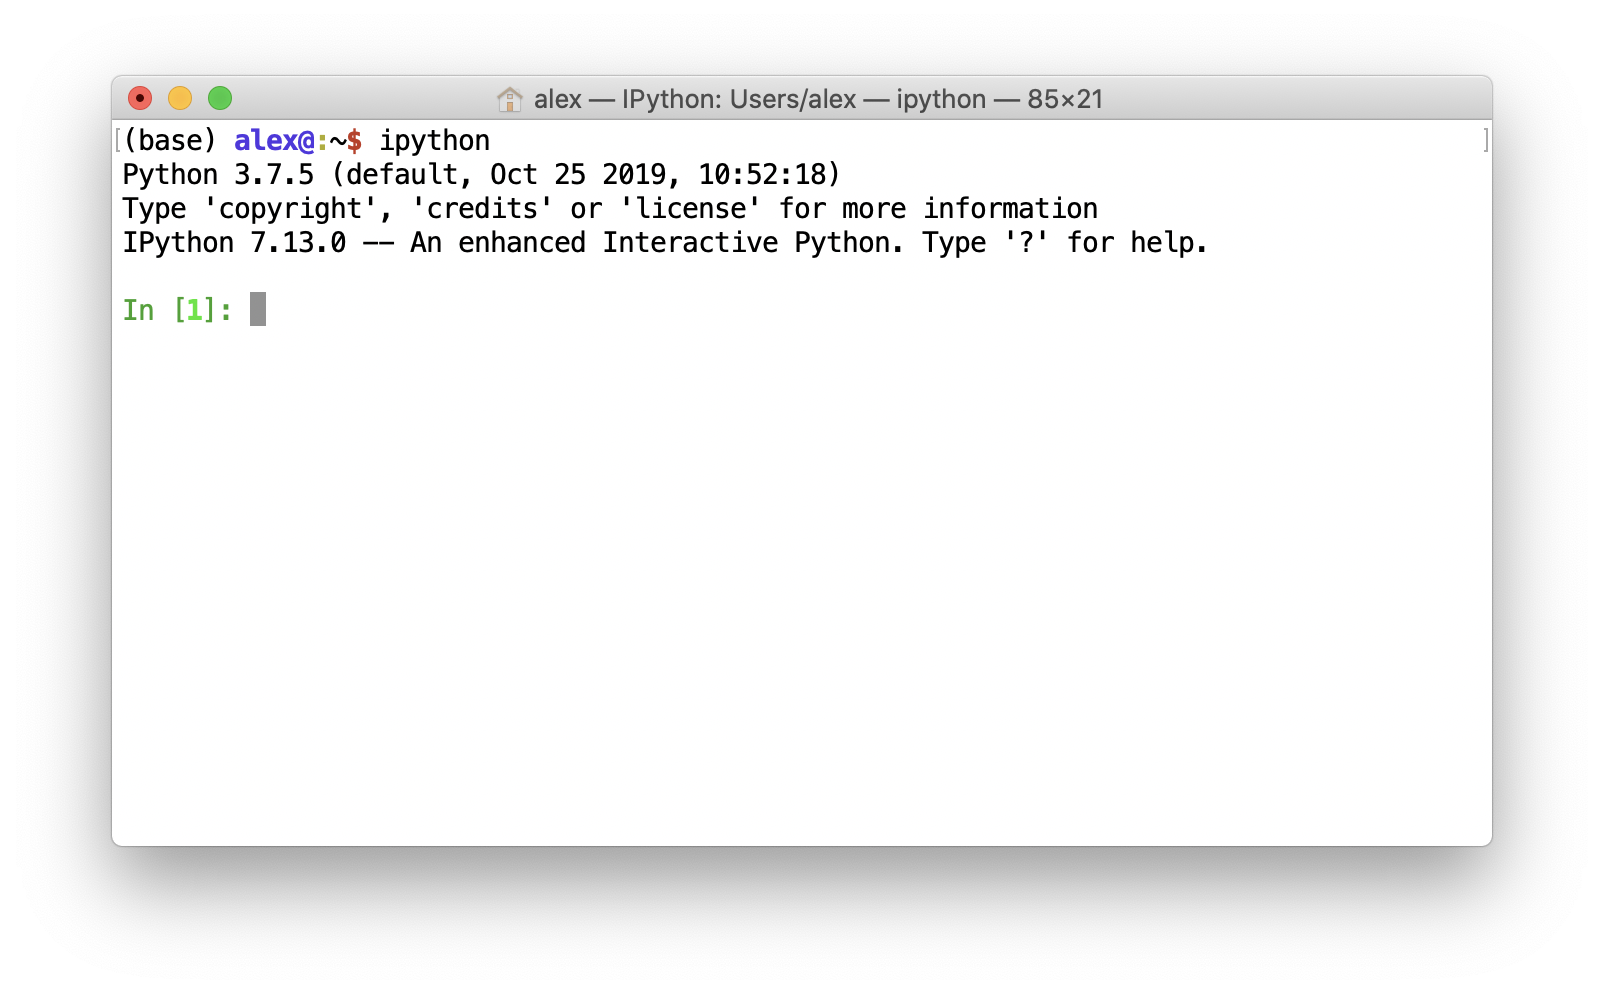 alex — IPython: Users/alex — ipython — 85×21
[(base) alex@:~$ ipython ]
Python 3.7.5 (default, Oct 25 2019, 10:52:18)
Type 'copyright', 'credits' or 'license' for more information
IPython 7.13.0 -- An enhanced Interactive Python. Type '?' for help.
In [1]: